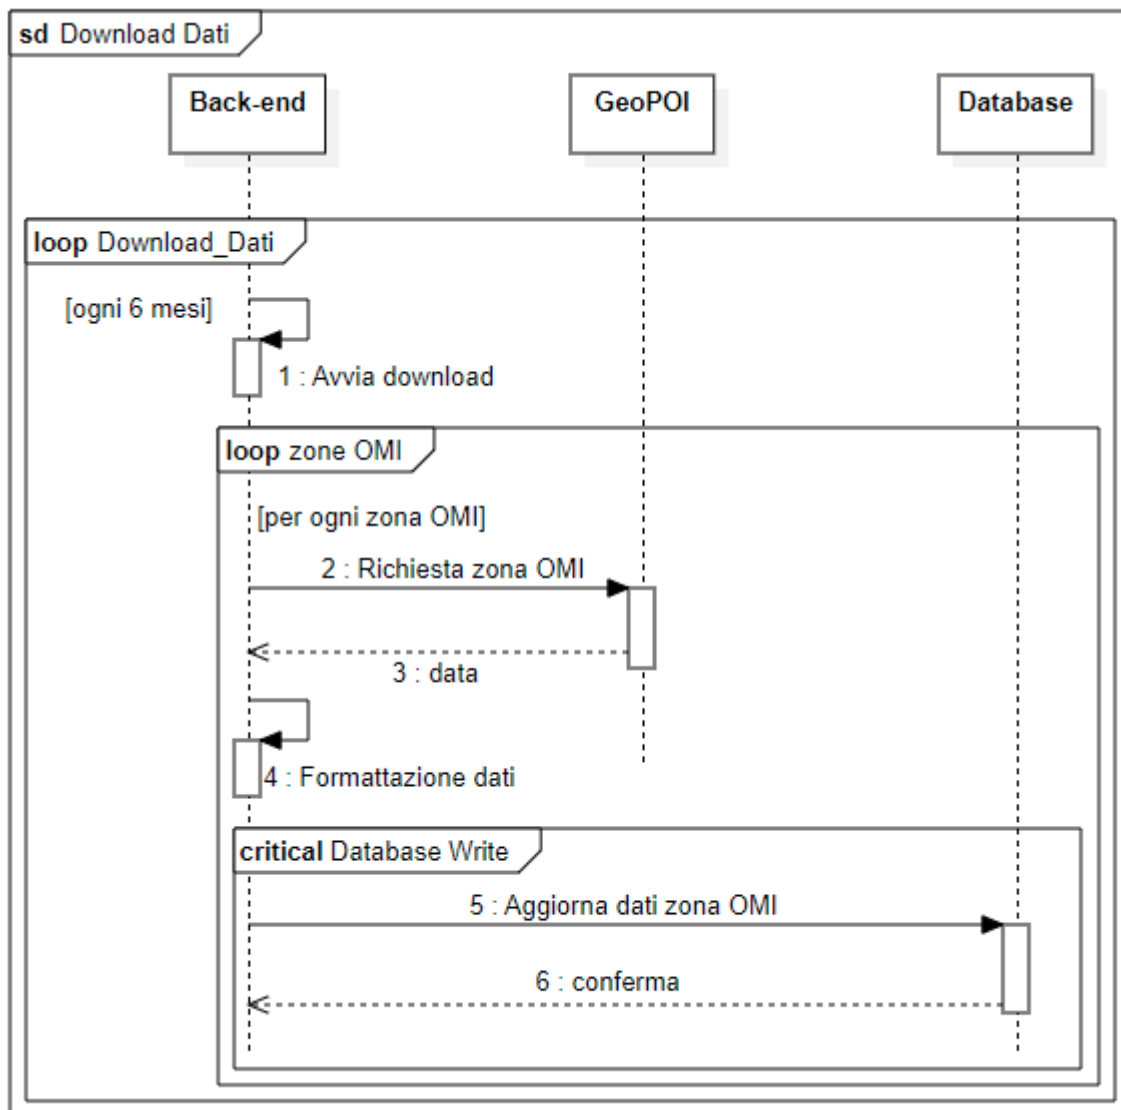 sd Download Dati
Back-end
GeoPOI
Database
loop Download_Dati
[ogni 6 mesi]
1 : Avvia download
loop zone OMI
[per ogni zona OMI]
2 : Richiesta zona OMI
3 : data
4 : Formattazione dati
critical Database Write
5 : Aggiorna dati zona OMI
6 : conferma